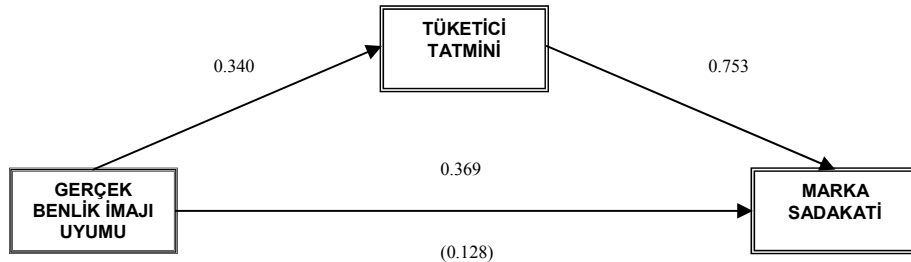 TÜKETİCİ
TATMİNİ
0.340
0.753
GERÇEK
BENLİK İMAJI
UYUMU
0.369
MARKA
SADAKATİ
(0.128)